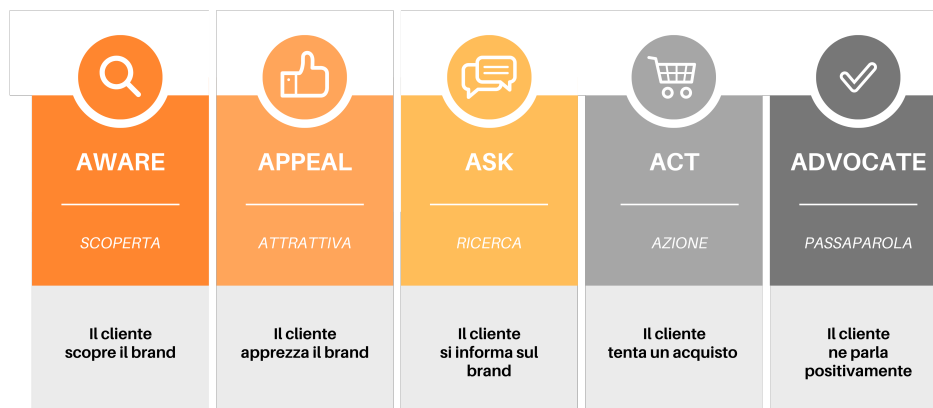 AWARE
SCOPERTA
Il cliente
scopre il brand
APPEAL
ATTRATTIVA
Il cliente
apprezza il brand
ASK
RICERCA
Il cliente
si informa sul
brand
ACT
AZIONE
Il cliente
tenta un acquisto
ADVOCATE
PASSAPAROLA
Il cliente
ne parla
positivamente